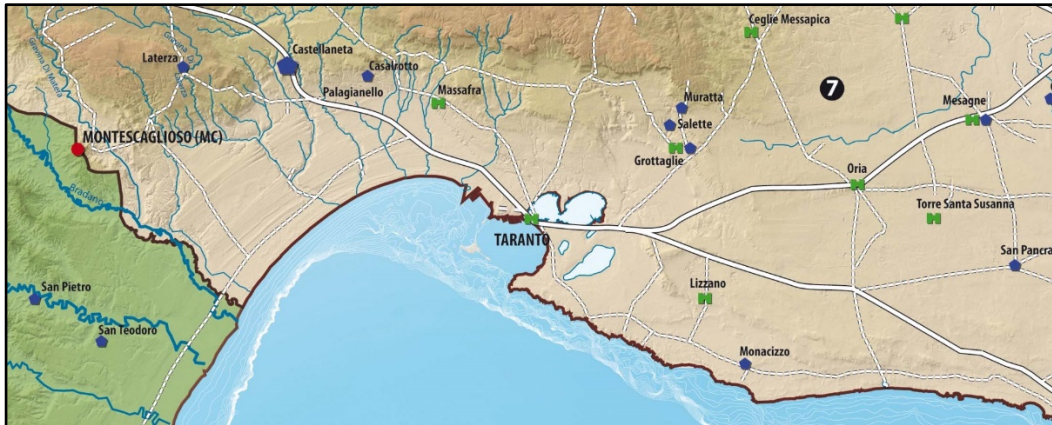 Ceglie Messapica
Castellaneta
Laterza
Casalrotto
Palagianello
Massafra
Muratta
7
Mesagne
Salette
MONTESCAGLIOSO (MC)
Grottaglie
Oria
Bradano
Torre Santa Susanna
TARANTO
San Pancra
Lizzano
San Pietro
San Teodoro
Monacizzo